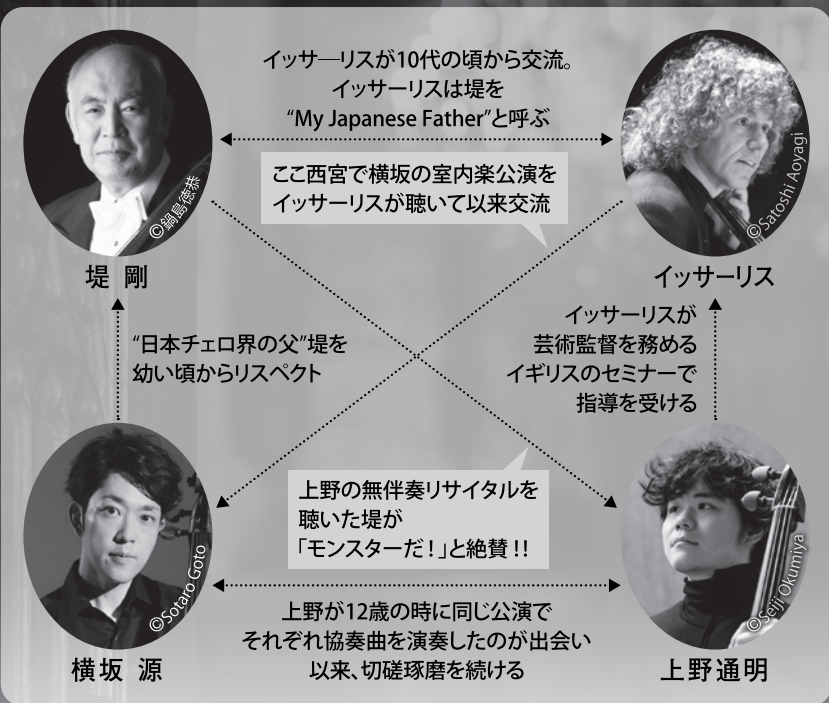 イッサ―リスが10代の頃から交流。
イッサーリスは堤を
“My Japanese Father”と呼ぶ
ここ西宮で横坂の室内楽公演を
イッサーリスが聴いて以来交流
©鍋島徳恭
©Satoshi Aoyagi
堤 剛
イッサーリス
“日本チェロ界の父”堤を
幼い頃からリスペクト
イッサーリスが
芸術監督を務める
イギリスのセミナーで
指導を受ける
上野の無伴奏リサイタルを
聴いた堤が
「モンスターだ!」と絶賛!!
©Sotaro Goto
©Seiji Okumiya
上野が12歳の時に同じ公演で
それぞれ協奏曲を演奏したのが出会い
以来、切磋琢磨を続ける
横坂 源
上野通明